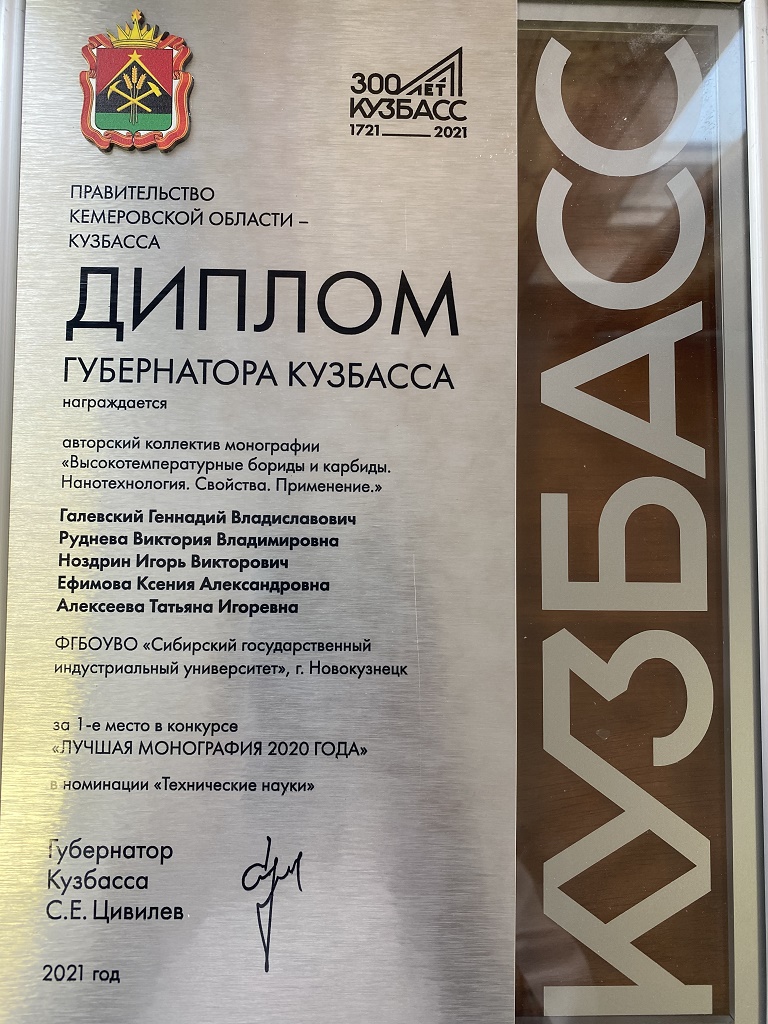 300 ЛЕТ
КУЗБАСС
1721 2021
ПРАВИТЕЛЬСТВО
КЕМЕРОВСКОЙ ОБЛАСТИ –
КУЗБАССА
ДИПЛОМ
ГУБЕРНАТОРА КУЗБАССА
награждается
авторский коллектив монографии
«Высокотемпературные бориды и карбиды.
Нанотехнология. Свойства. Применение.»
Галевский Геннадий Владиславович
Руднева Виктория Владимировна
Ноздрин Игорь Викторович
Ефимова Ксения Александровна
Алексеева Татьяна Игоревна
ФГБОУВО «Сибирский государственный
индустриальный университет», г. Новокузнецк
за 1-е место в конкурсе
«ЛУЧШАЯ МОНОГРАФИЯ 2020 ГОДА»
в номинации «Технические науки»
Губернатор
Кузбасса
С.Е. Цивилев
2021 год
КУЗБАСС